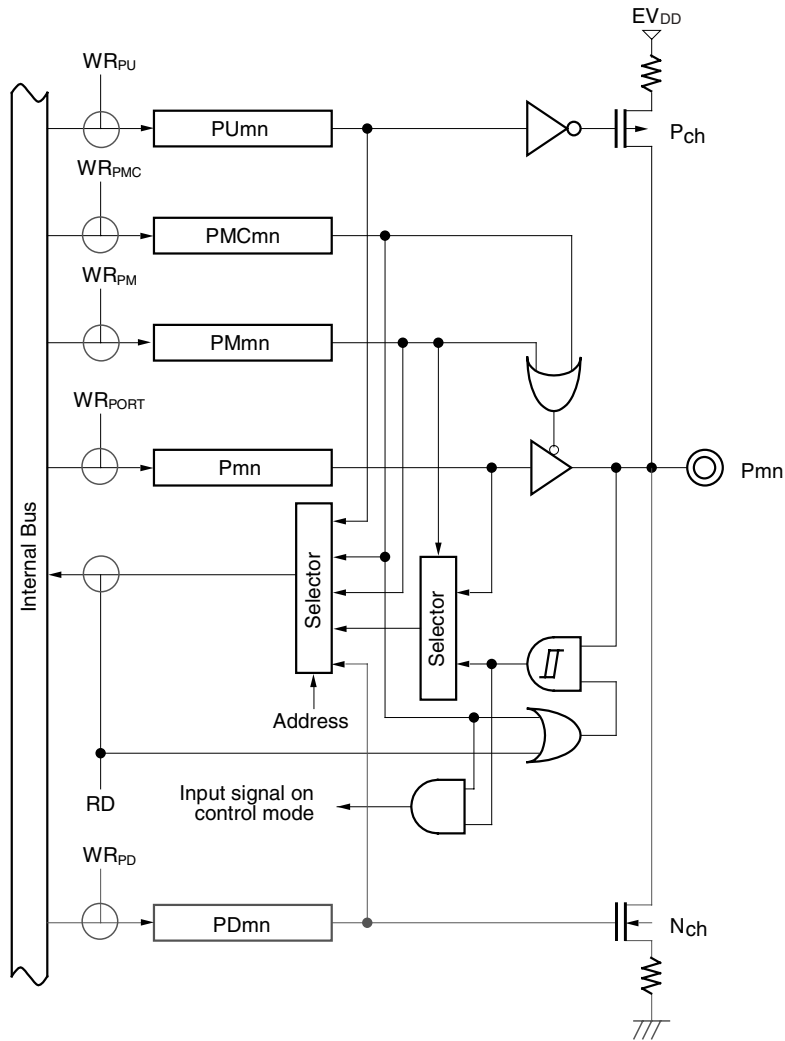 EVDD
WRPU
PUmn
Pch
WRPMC
PMCmn
WRPM
PMmn
WRPORT
Pmn
Pmn
Internal Bus
Selector
Selector
Address
RD
Input signal on
control mode
WRPD
PDmn
Nch